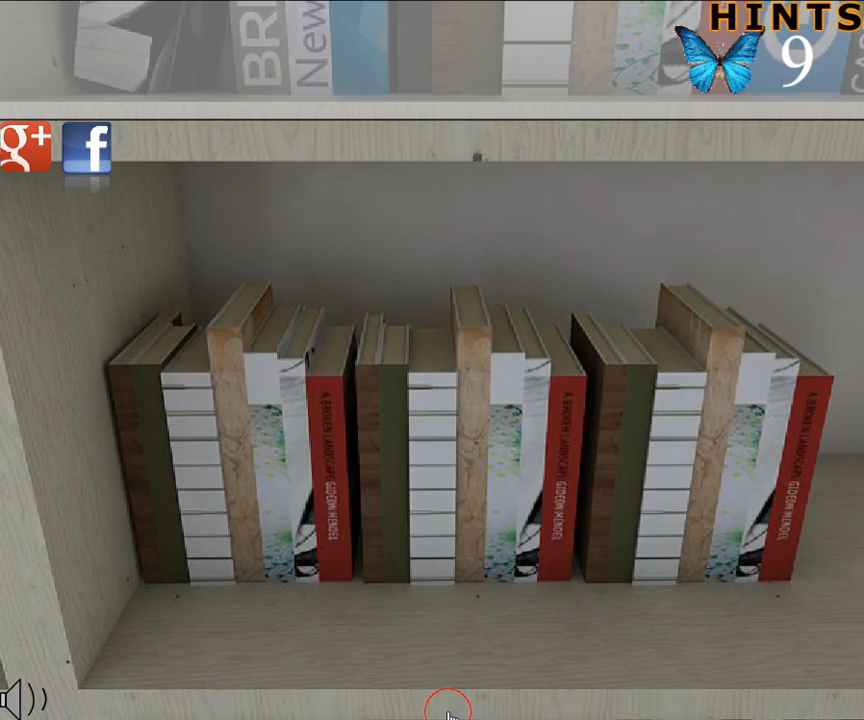 HINTS
9
BRI
New
g+
f
A BROKEN LANDSCAPE GIDEON MENDEL
A BROKEN LANDSCAPE GIDEON MENDEL
A BROKEN LANDSCAPE GIDEON MENDEL